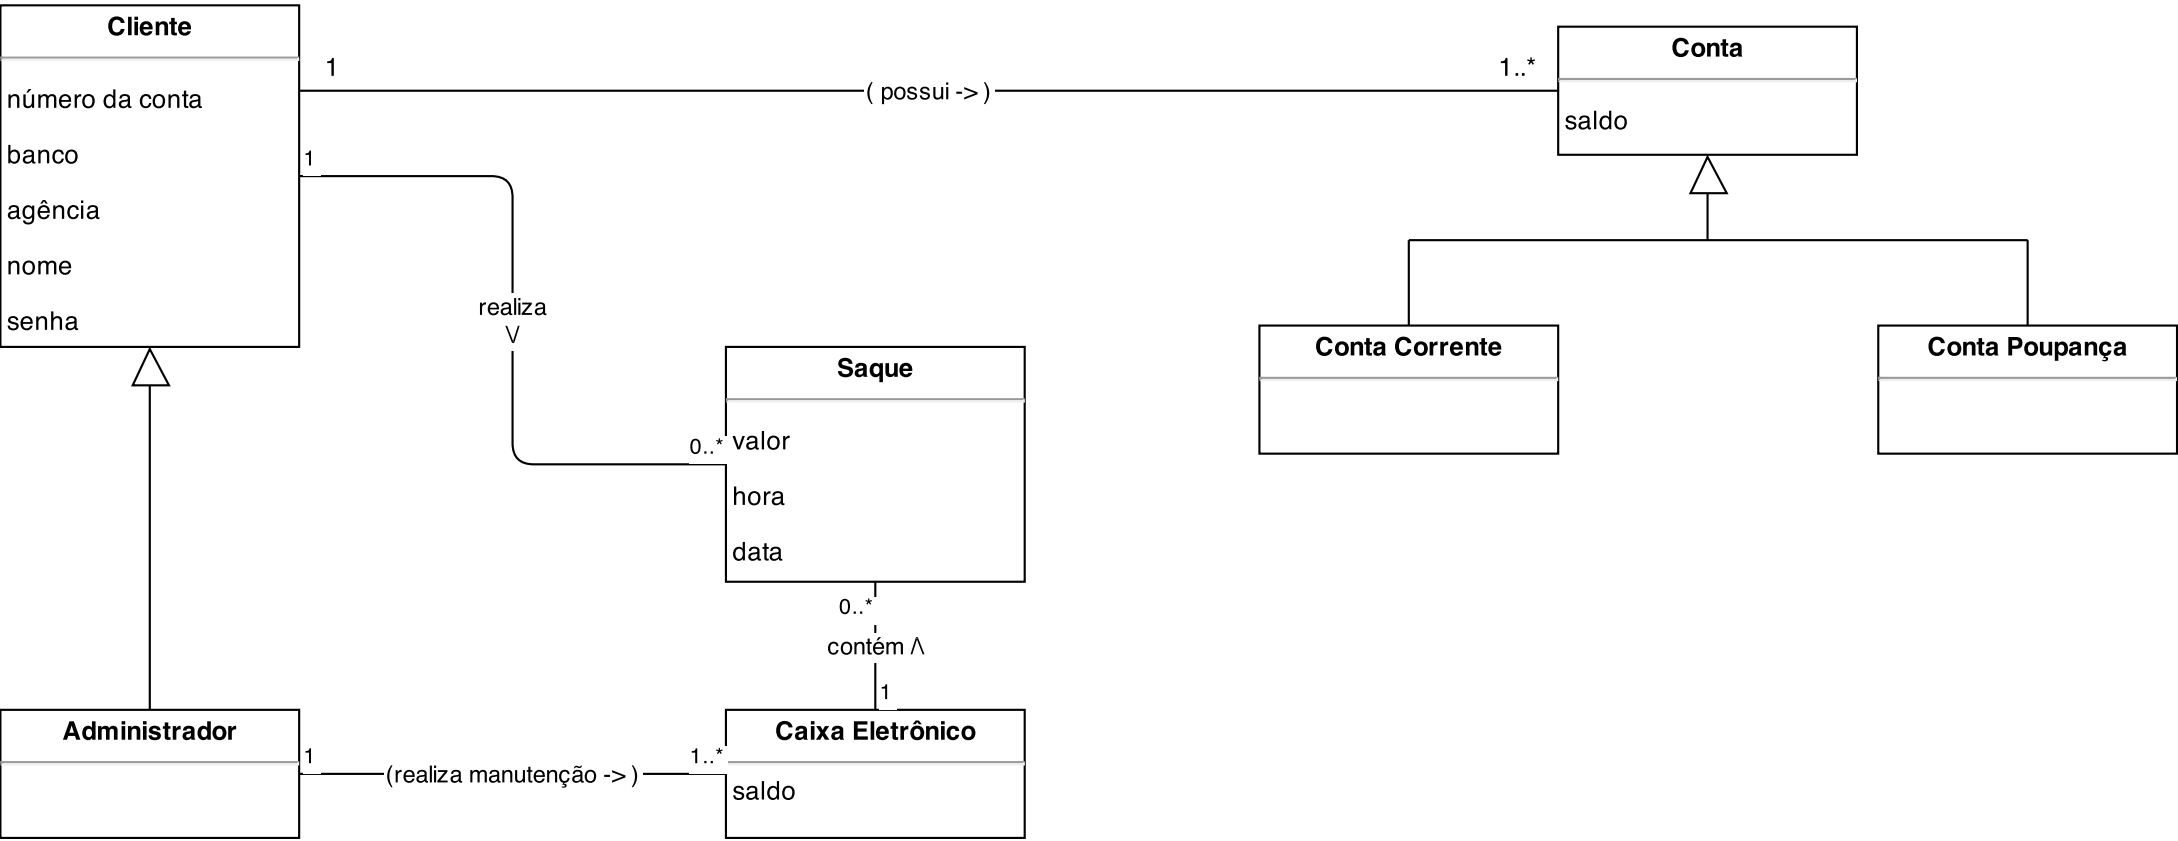 Cliente
número da conta
banco
agência
nome
senha
1
( possui -> )
1..*
Conta
saldo
1
realiza
\/
0..*
Saque
valor
hora
data
Conta Corrente
Conta Poupança
0..*
contém /\
1
Administrador
1
(realiza manutenção -> )
1..*
Caixa Eletrônico
saldo